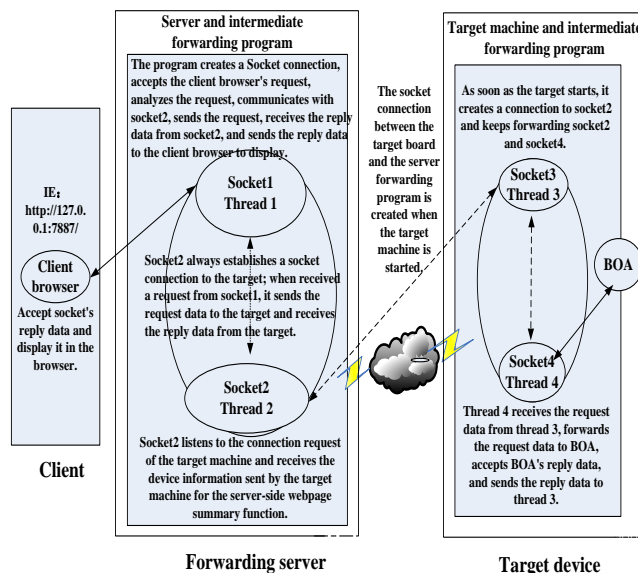 Server and intermediate
forwarding program
The program creates a Socket connection,
accepts the client browser's request,
analyzes the request, communicates with
socket2, sends the request, receives the reply
data from socket2, and sends the reply data
to the client browser to display.
Socket1
Thread 1
Socket2 always establishes a socket
connection to the target; when received
a request from socket1, it sends the
request data to the target and receives
the reply data from the target.
Socket2
Thread 2
Socket2 listens to the connection request
of the target machine and receives the
device information sent by the target
machine for the server-side webpage
summary function.
Forwarding server
IE：
http://127.0.
0.1:7887/
Client
browser
Accept socket's
reply data and
display it in the
browser.
Client
The socket
connection
between the
target board
and the server
forwarding
program is
created when
the target
machine is
started.
Target machine and intermediate
forwarding program
As soon as the target starts, it
creates a connection to socket2
and keeps forwarding socket2
and socket4.
Socket3
Thread 3
BOA
Socket4
Thread 4
Thread 4 receives the request
data from thread 3, forwards
the request data to BOA,
accepts BOA's reply data,
and sends the reply data to
thread 3.
Target device